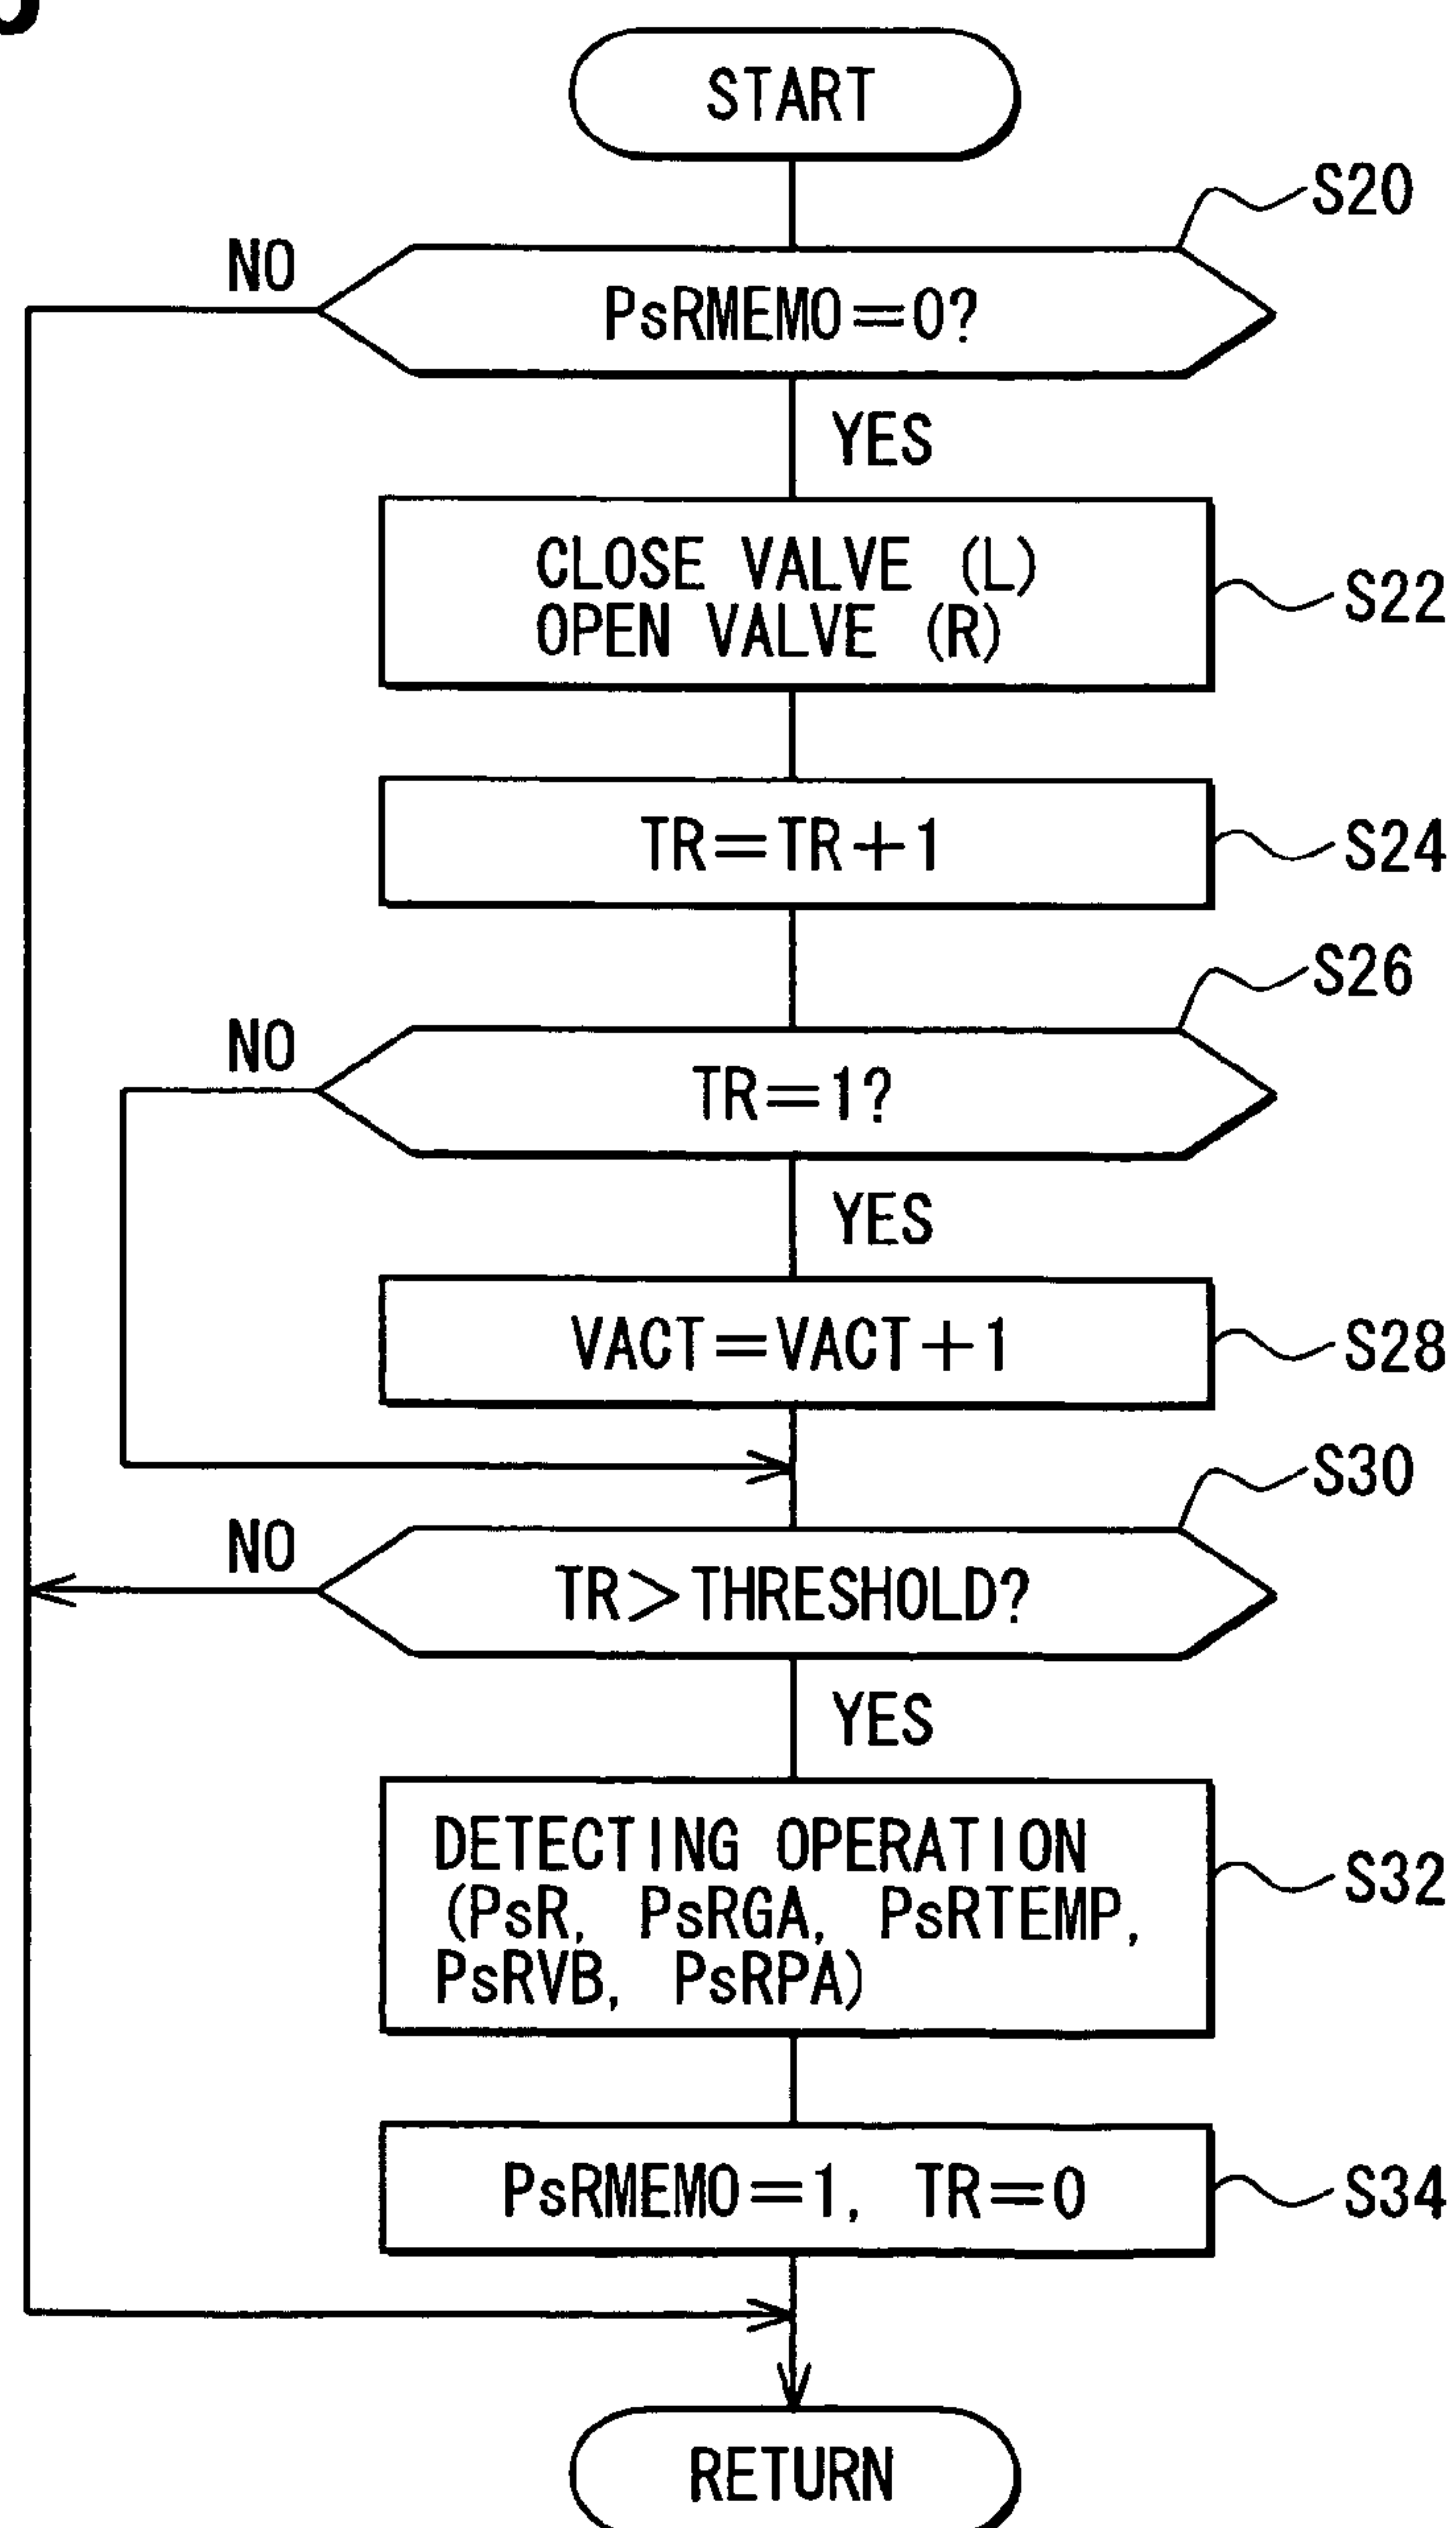 START
S20
NO
PsRMEMO=0?
YES
CLOSE VALVE (L)
OPEN VALVE (R)
S22
TR=TR+1
S24
S26
NO
TR=1?
YES
VACT=VACT+1
S28
S30
NO
TR>THRESHOLD?
YES
DETECTING OPERATION
(PsR, PsRGA, PsRTEMP,
PsRVB, PsRPA)
S32
PsRMEMO=1, TR=0
S34
RETURN